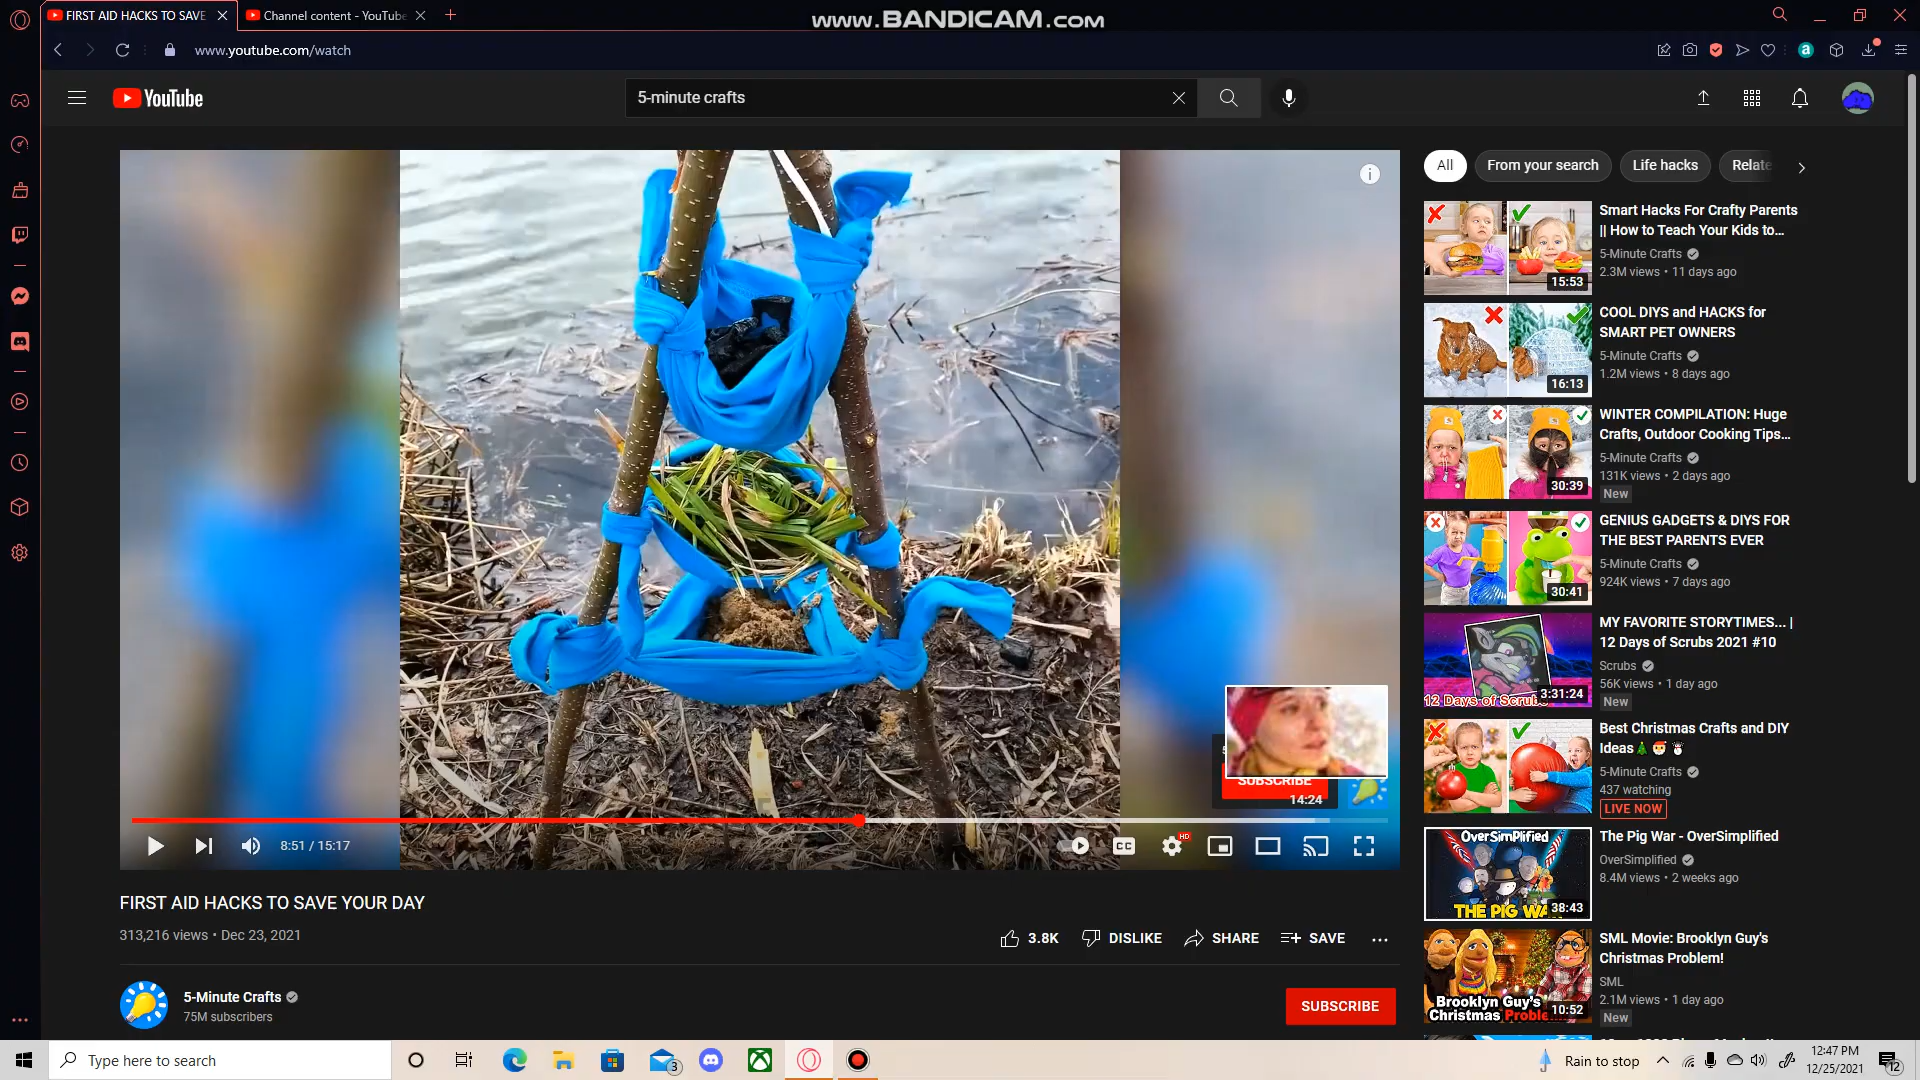 FIRST AID HACKS TO SAVE
Channel content - YouTube
www.BANDICAM.com
www.youtube.com/watch
YouTube
5-minute crafts
All
From your search
Life hacks
Relate
Smart Hacks For Crafty Parents
|| How to Teach Your Kids to...
5-Minute Crafts
2.3M views • 11 days ago
15:53
COOL DIYS and HACKS for
SMART PET OWNERS
5-Minute Crafts
1.2M views • 8 days ago
16:13
WINTER COMPILATION: Huge
Crafts, Outdoor Cooking Tips...
5-Minute Crafts
131K views • 2 days ago
New
30:39
GENIUS GADGETS & DIYS FOR
THE BEST PARENTS EVER
5-Minute Crafts
924K views • 7 days ago
30:41
MY FAVORITE STORYTIMES... |
12 Days of Scrubs 2021 #10
Scrubs
56K views • 1 day ago
New
12 Days of Scrubs
3:31:24
Best Christmas Crafts and DIY
Ideas🎄🎅☃
5-Minute Crafts
437 watching
LIVE NOW
The Pig War - OverSimplified
OverSimplified
8.4M views • 2 weeks ago
OverSimplified
THE PIG WA
38:43
SML Movie: Brooklyn Guy's
Christmas Problem!
SML
2.1M views • 1 day ago
New
Brooklyn Guy's
Christmas Proble
10:52
SUBSCRIBE
14:24
8:51 / 15:17
CC
HD
FIRST AID HACKS TO SAVE YOUR DAY
313,216 views • Dec 23, 2021
3.8K
DISLIKE
SHARE
SAVE
5-Minute Crafts
75M subscribers
SUBSCRIBE
Type here to search
3
Rain to stop
12:47 PM
12/25/2021
12